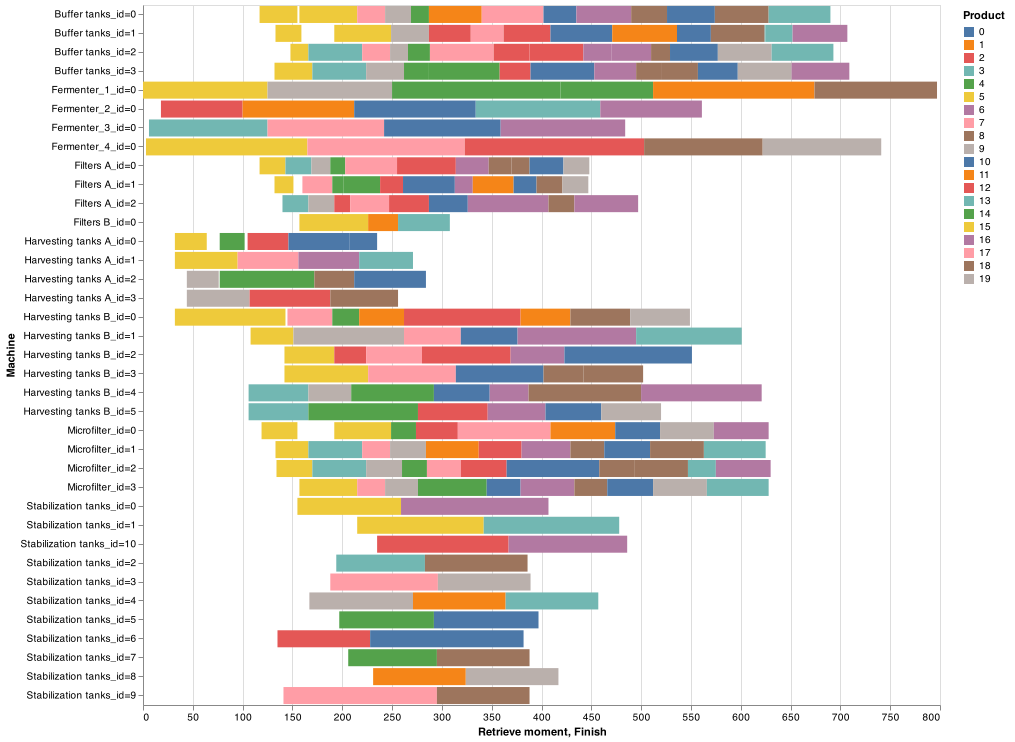 Buffer tanks_id=0
Buffer tanks_id=1
Buffer tanks_id=2
Buffer tanks_id=3
Fermenter_1_id=0
Fermenter_2_id=0
Fermenter_3_id=0
Fermenter_4_id=0
Filters A_id=0
Filters A_id=1
Filters A_id=2
Filters B_id=0
Harvesting tanks A_id=0
Harvesting tanks A_id=1
Harvesting tanks A_id=2
Harvesting tanks A_id=3
Harvesting tanks B_id=0
Harvesting tanks B_id=1
Harvesting tanks B_id=2
Harvesting tanks B_id=3
Harvesting tanks B_id=4
Harvesting tanks B_id=5
Microfilter_id=0
Microfilter_id=1
Microfilter_id=2
Microfilter_id=3
Stabilization tanks_id=0
Stabilization tanks_id=1
Stabilization tanks_id=10
Stabilization tanks_id=2
Stabilization tanks_id=3
Stabilization tanks_id=4
Stabilization tanks_id=5
Stabilization tanks_id=6
Stabilization tanks_id=7
Stabilization tanks_id=8
Stabilization tanks_id=9
Machine
0 50 100 150 200 250 300 350 400 450 500 550 600 650 700 750 800
Retrieve moment, Finish
Product
0
1
2
3
4
5
6
7
8
9
10
11
12
13
14
15
16
17
18
19